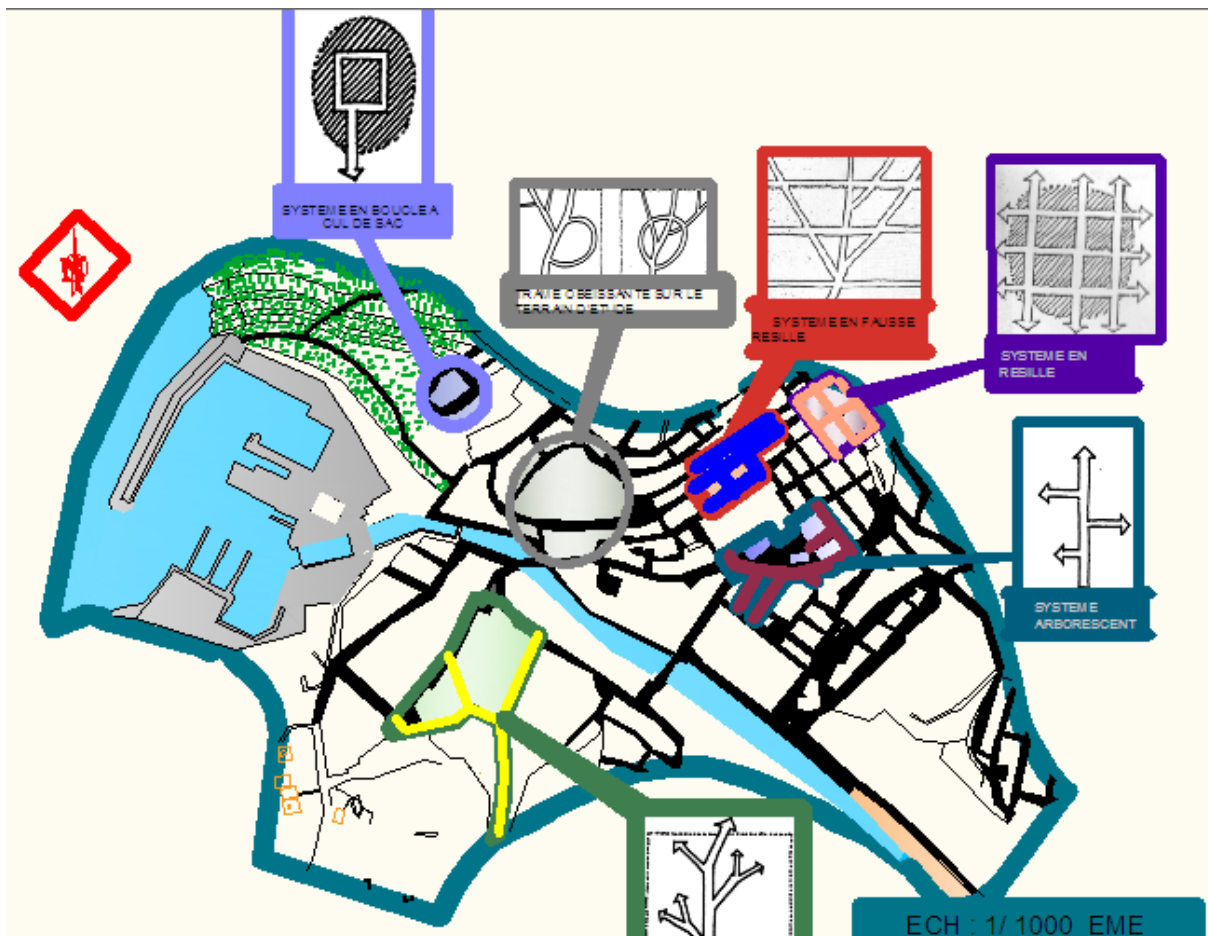 SYSTEME EN BOUCLE A
CUL DE SAC
TRAME OBEISSANTE SUR LE
TERRAIN D'ETUDE
SYSTEME EN FAUSSE
RESILLE
SYSTEME EN
RESILLE
SYSTEME
ARBORESCENT
ECH : 1/ 1000 EME